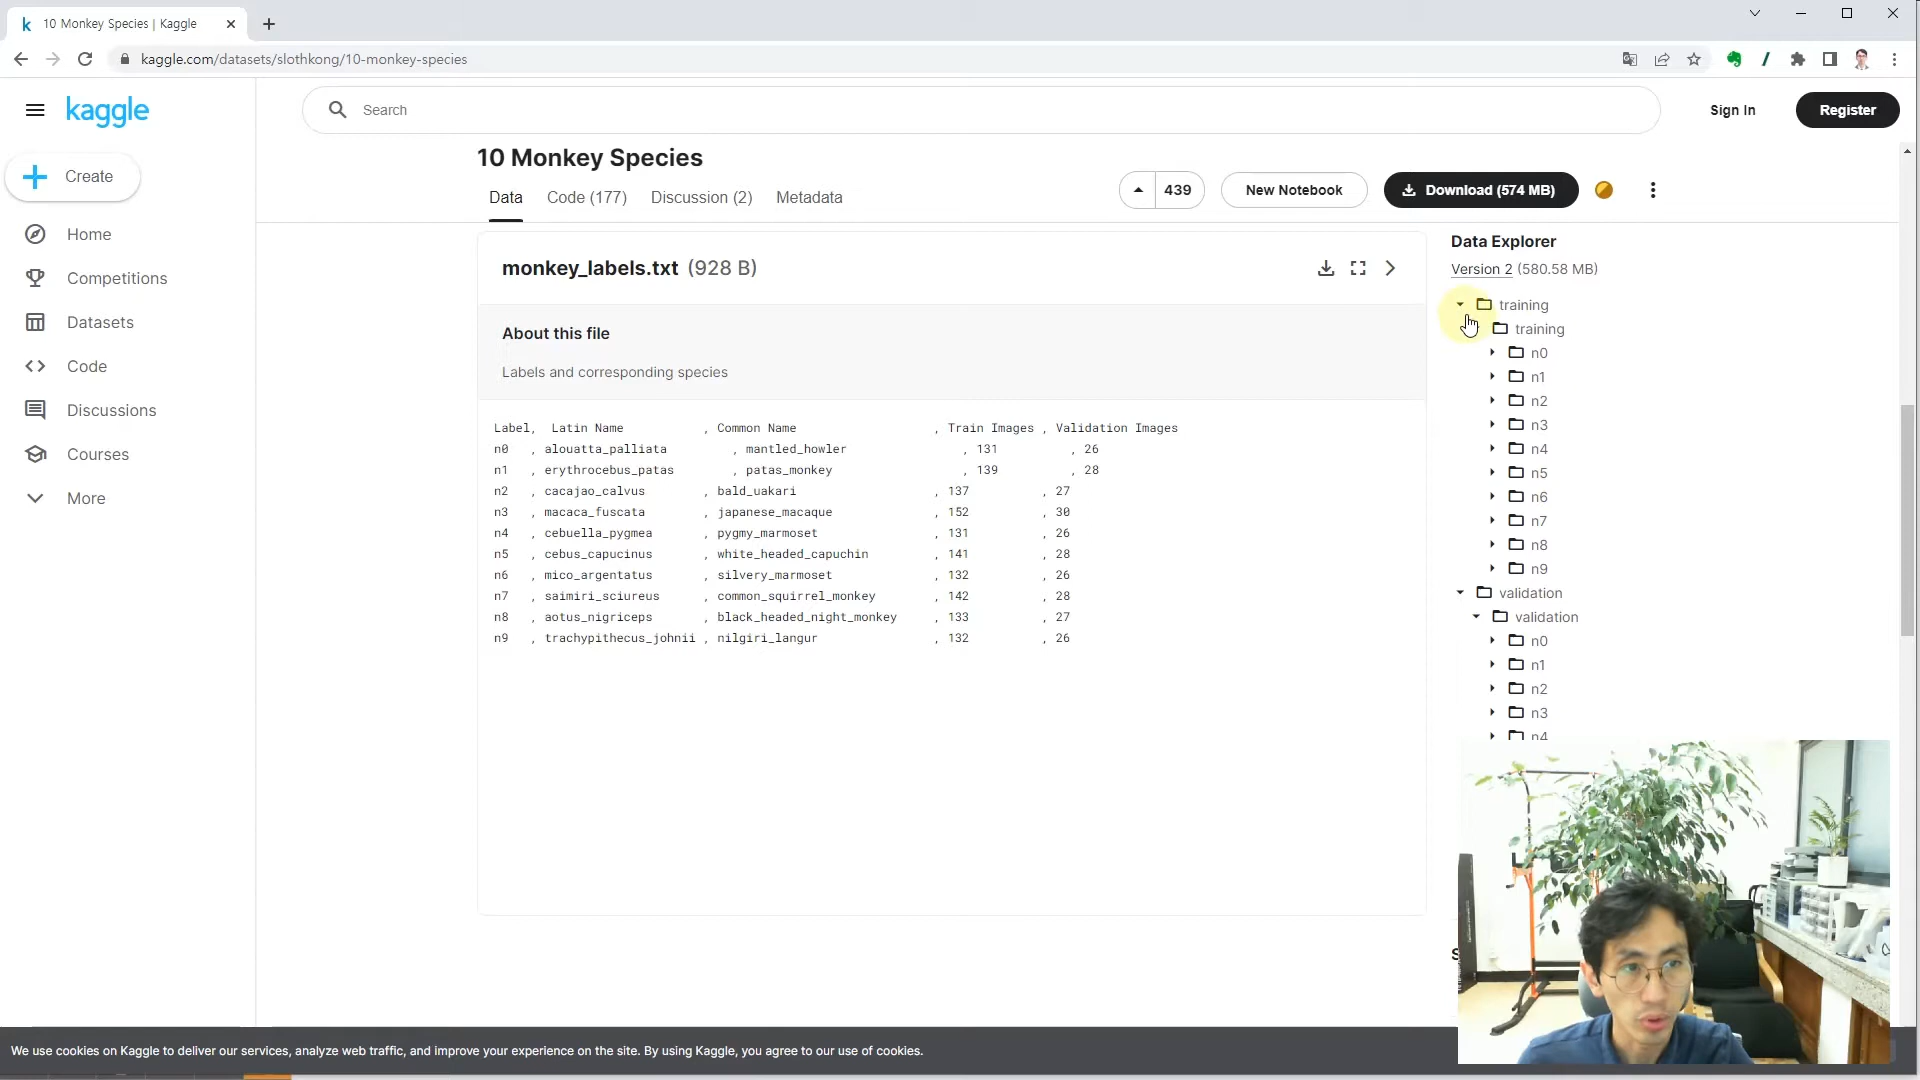 10 Monkey Species | Kaggle
kaggle.com/datasets/slothkong/10-monkey-species
kaggle
Search
Sign In
Register
Create
Home
Competitions
Datasets
Code
Discussions
Courses
More
10 Monkey Species
Data Code (177) Discussion (2) Metadata
439
New Notebook
Download (574 MB)
monkey_labels.txt (928 B)
About this file
Labels and corresponding species
Label, Latin Name , Common Name , Train Images , Validation Images
n0 , alouatta_palliata , mantled_howler , 131 , 26
n1 , erythrocebus_patas , patas_monkey , 139 , 28
n2 , cacajao_calvus , bald_uakari , 137 , 27
n3 , macaca_fuscata , japanese_macaque , 152 , 30
n4 , cebuella_pygmea , pygmy_marmoset , 131 , 26
n5 , cebus_capucinus , white_headed_capuchin , 141 , 28
n6 , mico_argentatus , silvery_marmoset , 132 , 26
n7 , saimiri_sciureus , common_squirrel_monkey , 142 , 28
n8 , aotus_nigriceps , black_headed_night_monkey , 133 , 27
n9 , trachypithecus_johnii , nilgiri_langur , 132 , 26
Data Explorer
Version 2 (580.58 MB)
training
training
n0
n1
n2
n3
n4
n5
n6
n7
n8
n9
validation
validation
n0
n1
n2
n3
n4
We use cookies on Kaggle to deliver our services, analyze web traffic, and improve your experience on the site. By using Kaggle, you agree to our use of cookies.